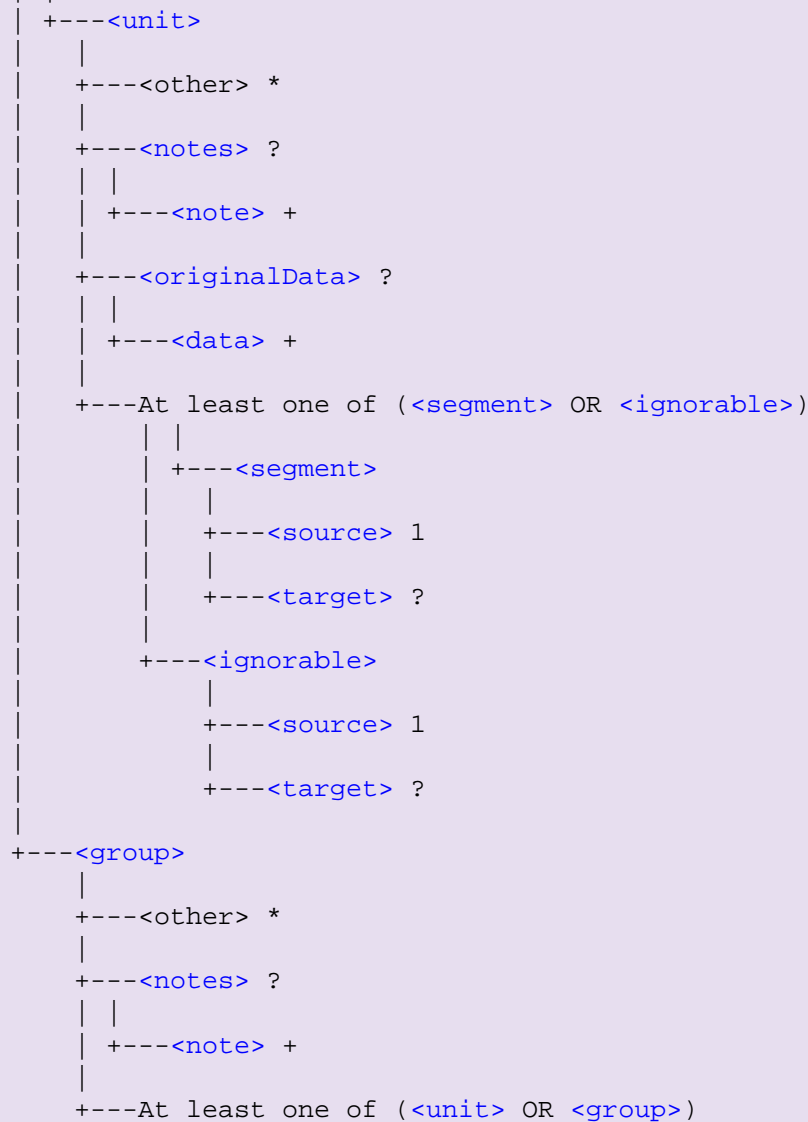 | +---<unit>
|   |
|   +---<other> *
|   |
|   +---<notes> ?
|   | |
|   | +---<note> +
|   |
|   +---<originalData> ?
|   | |
|   | +---<data> +
|   |
|   +---At least one of (<segment> OR <ignorable>)
|       | |
|       | +---<segment>
|       |   |
|       |   +---<source> 1
|       |   |
|       |   +---<target> ?
|       |
|       +---<ignorable>
|           |
|           +---<source> 1
|           |
|           +---<target> ?
|
+---<group>
    |
    +---<other> *
    |
    +---<notes> ?
    | |
    | +---<note> +
    |
    +---At least one of (<unit> OR <group>)